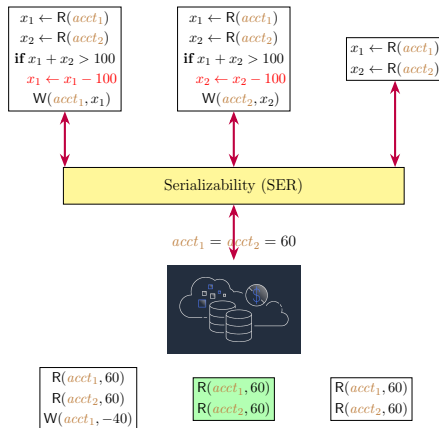 x₁ ← R(acct₁)
x₂ ← R(acct₂)
if x₁ + x₂ > 100
x₁ ← x₁ − 100
W(acct₁, x₁)
x₁ ← R(acct₁)
x₂ ← R(acct₂)
if x₁ + x₂ > 100
x₂ ← x₂ − 100
W(acct₂, x₂)
x₁ ← R(acct₁)
x₂ ← R(acct₂)
Serializability (SER)
acct₁ = acct₂ = 60
R(acct₁, 60)
R(acct₂, 60)
W(acct₁, −40)
R(acct₁, 60)
R(acct₂, 60)
R(acct₁, 60)
R(acct₂, 60)